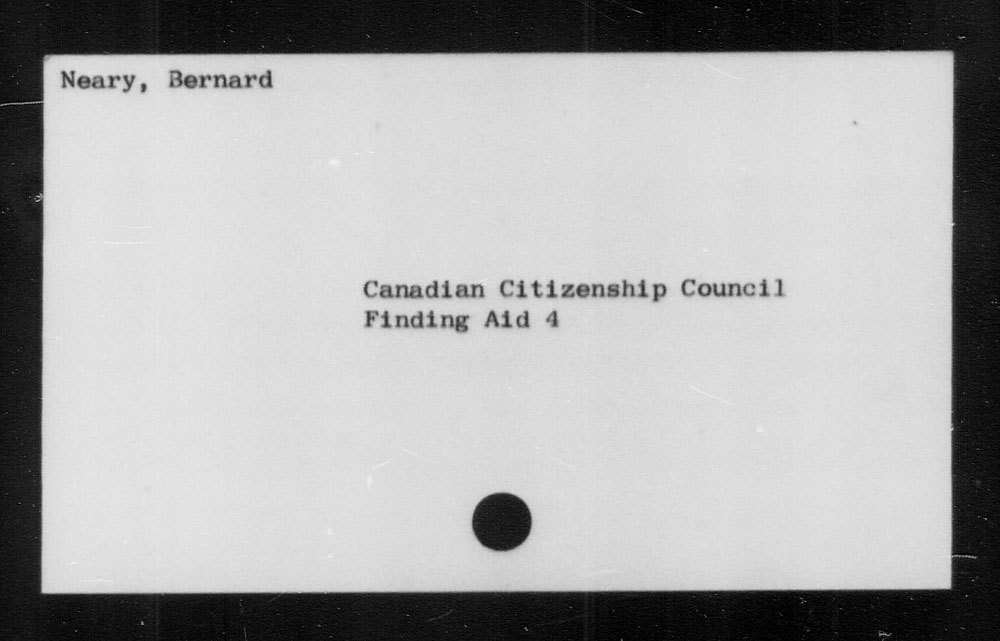 Neary, Bernard
Canadian Citizenship Council
Finding Aid 4